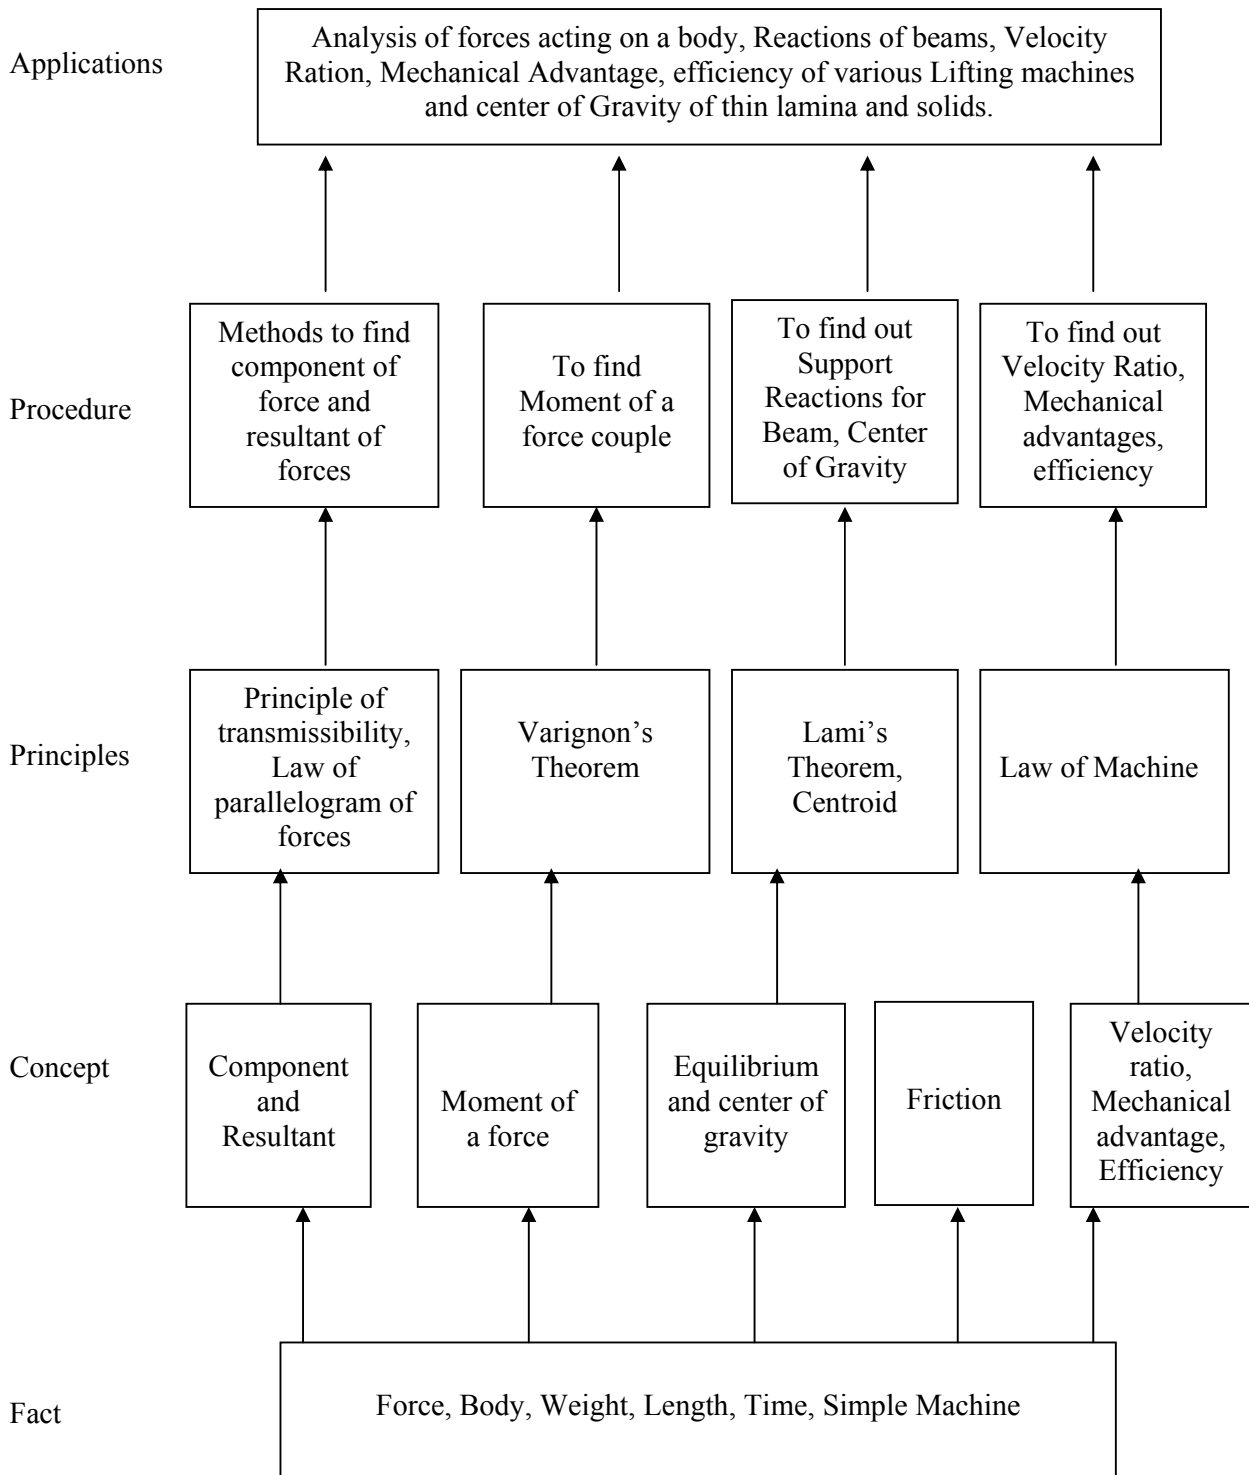 Applications
Analysis of forces acting on a body, Reactions of beams, Velocity
Ration, Mechanical Advantage, efficiency of various Lifting machines
and center of Gravity of thin lamina and solids.
Procedure
Methods to find
component of
force and
resultant of
forces
To find
Moment of a
force couple
To find out
Support
Reactions for
Beam, Center
of Gravity
To find out
Velocity Ratio,
Mechanical
advantages,
efficiency
Principles
Principle of
transmissibility,
Law of
parallelogram of
forces
Varignon’s
Theorem
Lami’s
Theorem,
Centroid
Law of Machine
Concept
Component
and
Resultant
Moment of
a force
Equilibrium
and center of
gravity
Friction
Velocity
ratio,
Mechanical
advantage,
Efficiency
Fact
Force, Body, Weight, Length, Time, Simple Machine